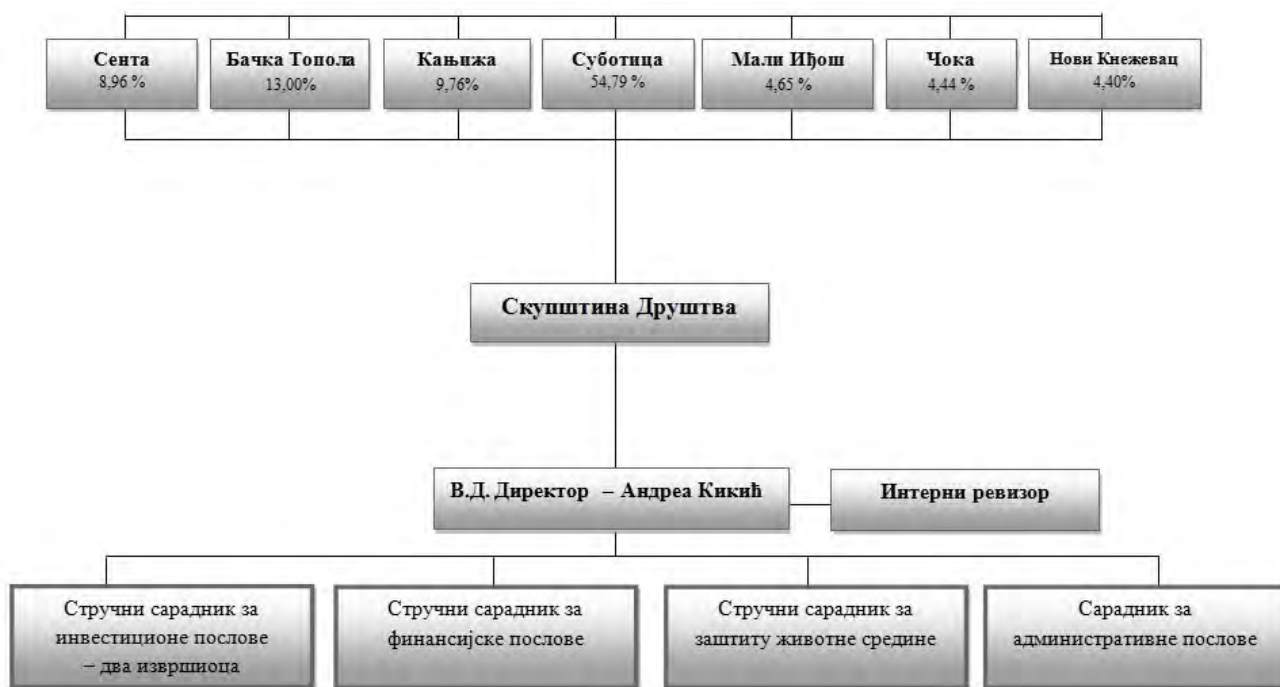 Сента
8,96 %
Бачка Топола
13,00%
Кањижа
9,76%
Суботица
54,79 %
Мали Иђош
4,65 %
Чока
4,44 %
Нови Кнежевац
4,40%
Скупштина Друштва
В.Д. Директор – Андреа Кикић
Интерни ревизор
Стручни сарадник за
инвестиционе послове
– два извршиоца
Стручни сарадник за
финансијске послове
Стручни сарадник за
заштиту животне средине
Сарадник за
административне послове